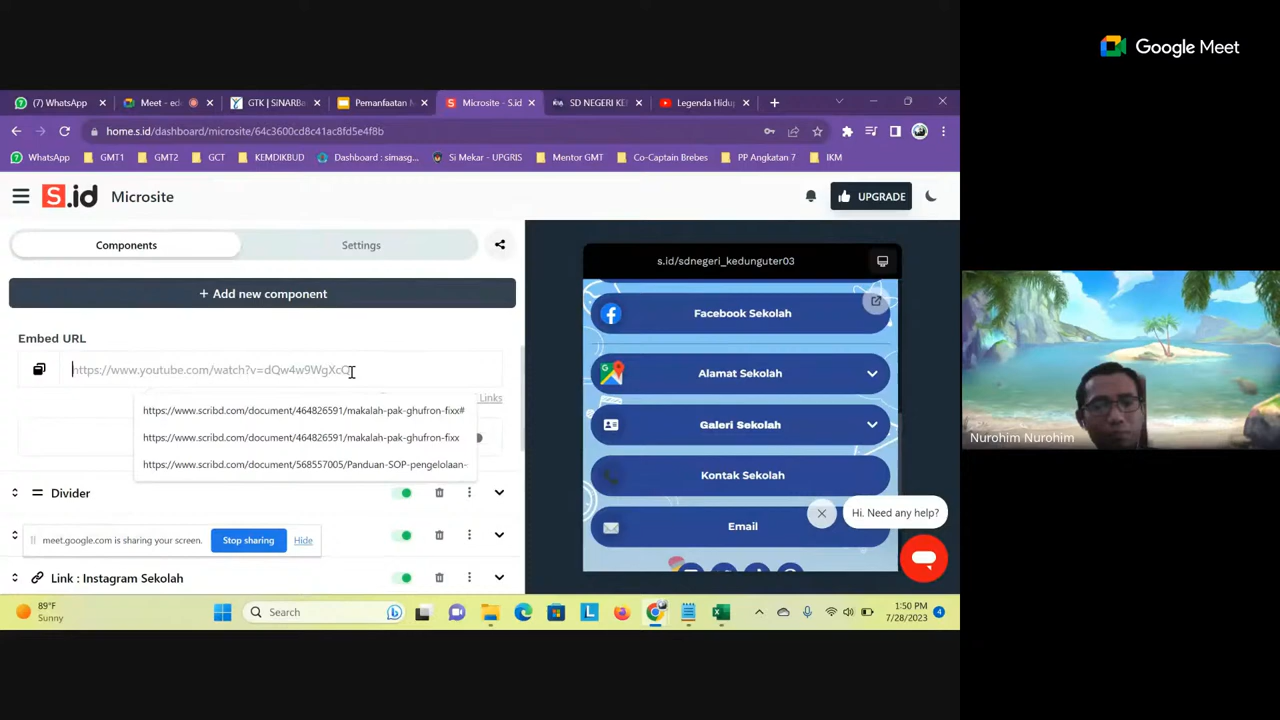 Google Meet
(7) WhatsApp
Meet - ed
GTK | SINARBa
Pemanfaatan M
Microsite - S.id
SD NEGERI KE
Legenda Hidu
home.s.id/dashboard/microsite/64c3600cd8c41ac8fd5e4f8b
WhatsApp
GMT1
GMT2
GCT
KEMDIKBUD
Dashboard : simasg...
Si Mekar - UPGRIS
Mentor GMT
Co-Captain Brebes
PP Angkatan 7
IKM
S.id
Microsite
UPGRADE
Components
Settings
+ Add new component
Embed URL
https://www.youtube.com/watch?v=dQw4w9WgXcQ
Links
https://www.scribd.com/document/464826591/makalah-pak-ghufron-fixx#
https://www.scribd.com/document/464826591/makalah-pak-ghufron-fixx
https://www.scribd.com/document/568557005/Panduan-SOP-pengelolaan-
Divider
meet.google.com is sharing your screen.
Stop sharing
Hide
Link : Instagram Sekolah
s.id/sdnegeri_kedunguter03
Facebook Sekolah
Alamat Sekolah
Galeri Sekolah
Kontak Sekolah
Email
Hi. Need any help?
Nurohim Nurohim
89°F
Sunny
Search
L
1:50 PM
7/28/2023
4